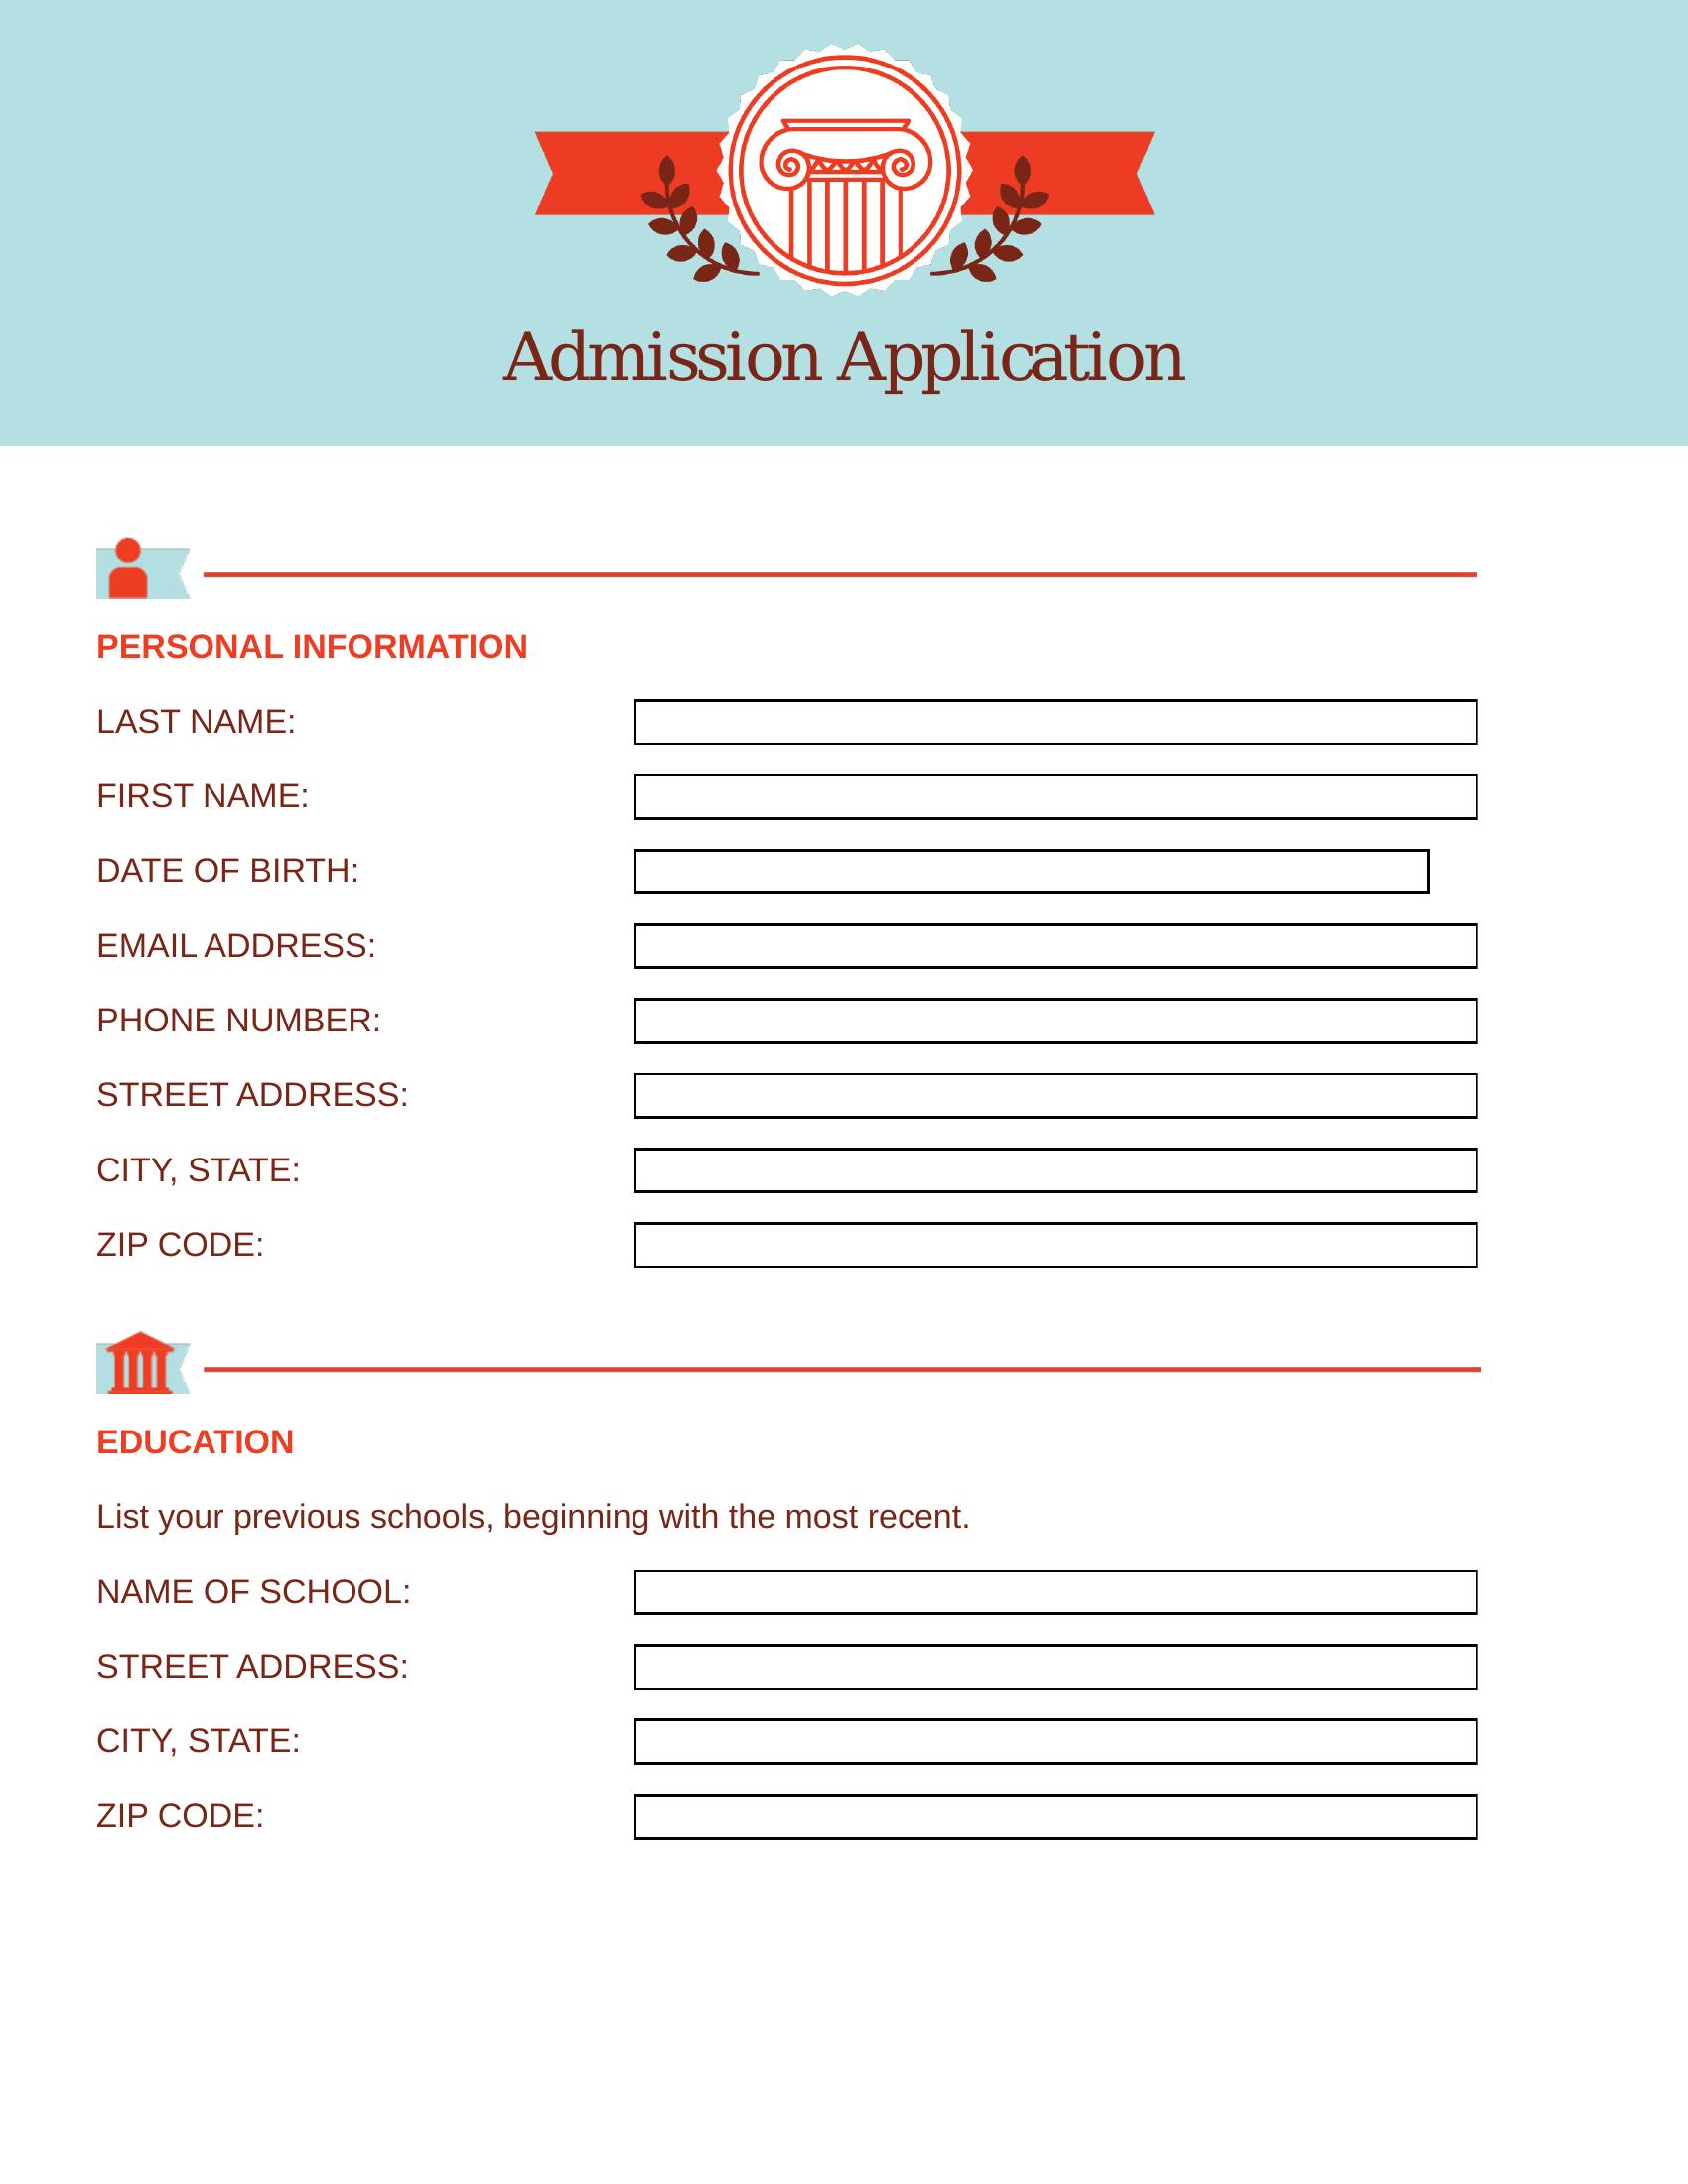 Admission Application
PERSONAL INFORMATION
LAST NAME:
FIRST NAME:
DATE OF BIRTH:
EMAIL ADDRESS:
PHONE NUMBER:
STREET ADDRESS:
CITY, STATE:
ZIP CODE:
EDUCATION
List your previous schools, beginning with the most recent.
NAME OF SCHOOL:
STREET ADDRESS:
CITY, STATE:
ZIP CODE: